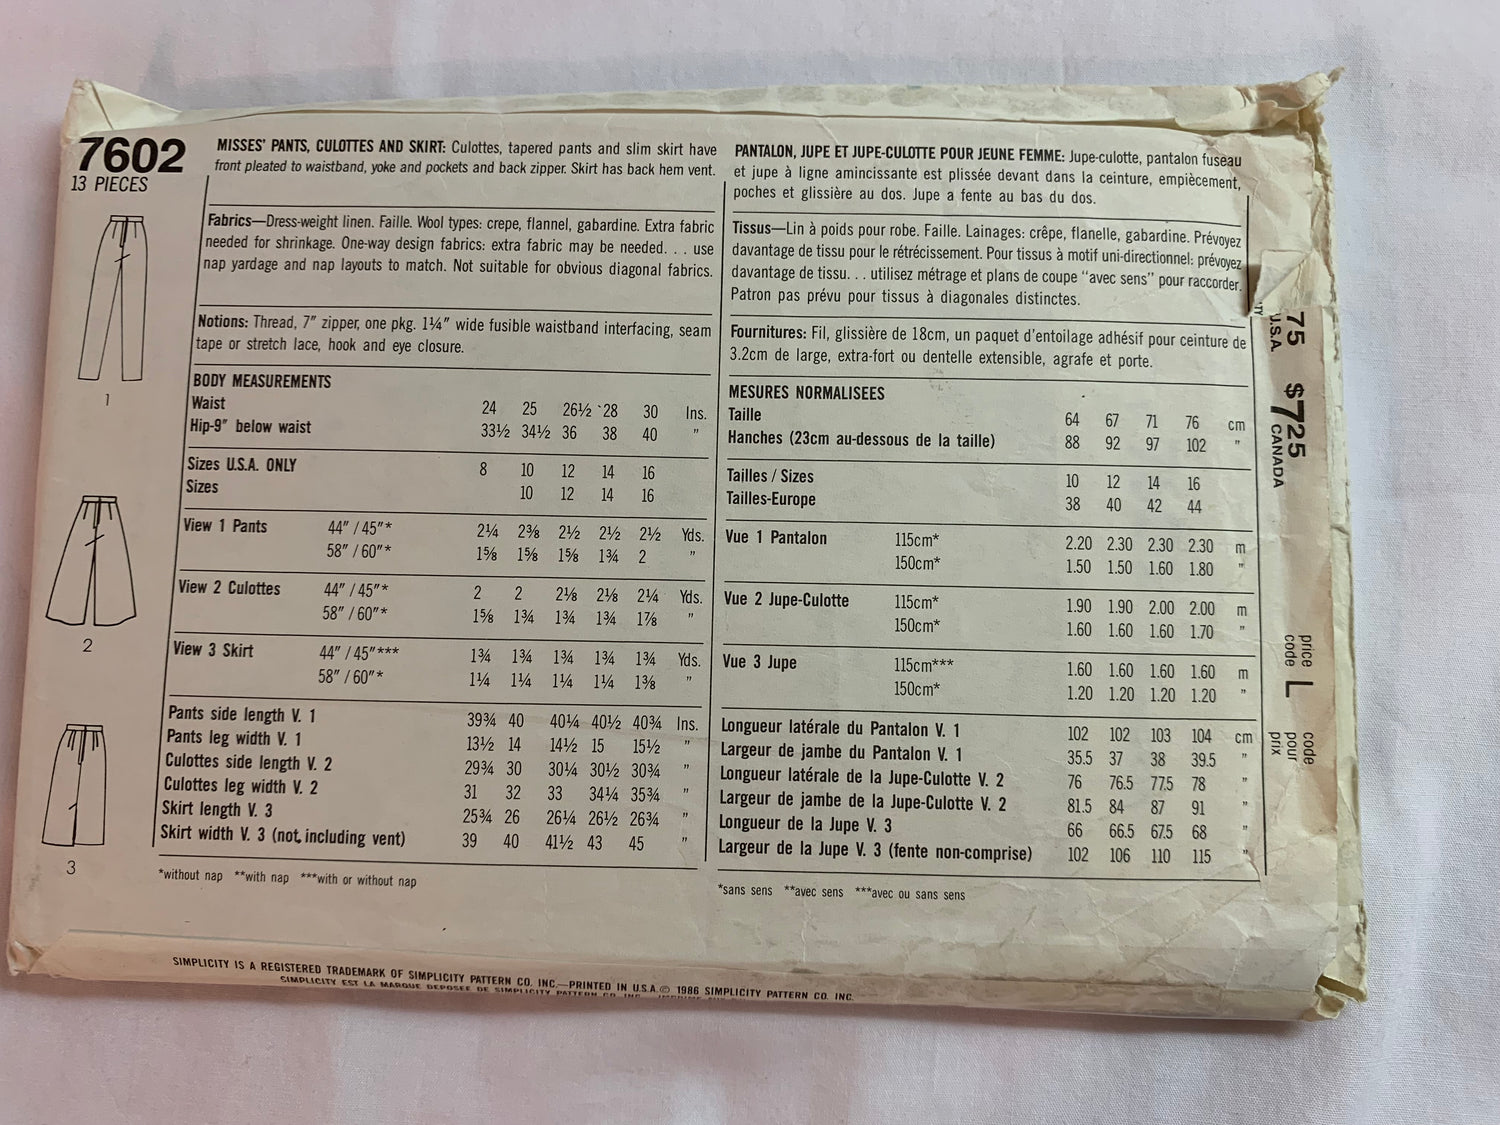 7602
13 PIECES
MISSES' PANTS, CULOTTES AND SKIRT: Culottes, tapered pants and slim skirt have
front pleated to waistband, yoke and pockets and back zipper. Skirt has back hem vent.
Fabrics—Dress-weight linen. Faille. Wool types: crepe, flannel, gabardine. Extra fabric
needed for shrinkage. One-way design fabrics: extra fabric may be needed. . . use
nap yardage and nap layouts to match. Not suitable for obvious diagonal fabrics.
Notions: Thread, 7" zipper, one pkg. 1¼" wide fusible waistband interfacing, seam
tape or stretch lace, hook and eye closure.
BODY MEASUREMENTS
Waist 24 25 26½ 28 30 Ins.
Hip-9" below waist 33½ 34½ 36 38 40 "
Sizes U.S.A. ONLY 8 10 12 14 16
Sizes 10 12 14 16
View 1 Pants 44" / 45"* 2¼ 2⅜ 2½ 2½ 2½ Yds.
58" / 60"* 1⅝ 1⅝ 1⅝ 1¾ 2 "
View 2 Culottes 44" / 45"* 2 2 2⅛ 2⅛ 2¼ Yds.
58" / 60"* 1⅝ 1¾ 1¾ 1¾ 1⅞ "
View 3 Skirt 44" / 45"*** 1¾ 1¾ 1¾ 1¾ 1¾ Yds.
58" / 60"* 1¼ 1¼ 1¼ 1¼ 1⅜ "
Pants side length V. 1 39¾ 40 40¼ 40½ 40¾ Ins.
Pants leg width V. 1 13½ 14 14½ 15 15½ "
Culottes side length V. 2 29¾ 30 30¼ 30½ 30¾ "
Culottes leg width V. 2 31 32 33 34¼ 35¾ "
Skirt length V. 3 25¾ 26 26¼ 26½ 26¾ "
Skirt width V. 3 (not including vent) 39 40 41½ 43 45 "
*without nap **with nap ***with or without nap
PANTALON, JUPE ET JUPE-CULOTTE POUR JEUNE FEMME: Jupe-culotte, pantalon fuseau
et jupe à ligne amincissante est plissée devant dans la ceinture, empiècement,
poches et glissière au dos. Jupe a fente au bas du dos.
Tissus—Lin à poids pour robe. Faille. Lainages: crêpe, flanelle, gabardine. Prévoyez
davantage de tissu pour le rétrécissement. Pour tissus à motif uni-directionnel: prévoyez
davantage de tissu. . . utilisez métrage et plans de coupe "avec sens" pour raccorder.
Patron pas prévu pour tissus à diagonales distinctes.
Fournitures: Fil, glissière de 18cm, un paquet d'entoilage adhésif pour ceinture de
3.2cm de large, extra-fort ou dentelle extensible, agrafe et porte.
MESURES NORMALISEES
Taille 64 67 71 76 cm
Hanches (23cm au-dessous de la taille) 88 92 97 102 "
Tailles / Sizes 10 12 14 16
Tailles-Europe 38 40 42 44
Vue 1 Pantalon 115cm* 2.20 2.30 2.30 2.30 m
150cm* 1.50 1.50 1.60 1.80 "
Vue 2 Jupe-Culotte 115cm* 1.90 1.90 2.00 2.00 m
150cm* 1.60 1.60 1.60 1.70 "
Vue 3 Jupe 115cm*** 1.60 1.60 1.60 1.60 m
150cm* 1.20 1.20 1.20 1.20 "
Longueur latérale du Pantalon V. 1 102 102 103 104 cm
Largeur de jambe du Pantalon V. 1 35.5 37 38 39.5 "
Longueur latérale de la Jupe-Culotte V. 2 76 76.5 77.5 78 "
Largeur de jambe de la Jupe-Culotte V. 2 81.5 84 87 91 "
Longueur de la Jupe V. 3 66 66.5 67.5 68 "
Largeur de la Jupe V. 3 (fente non-comprise) 102 106 110 115 "
*sans sens **avec sens ***avec ou sans sens
1
2
3
75 U.S.A.
$7.25 CANADA
price code L
code pour prix
SIMPLICITY IS A REGISTERED TRADEMARK OF SIMPLICITY PATTERN CO. INC.—PRINTED IN U.S.A. © 1986 SIMPLICITY PATTERN CO. INC.
SIMPLICITY EST LA MARQUE DEPOSEE DE SIMPLICITY PATTERN CO. INC.